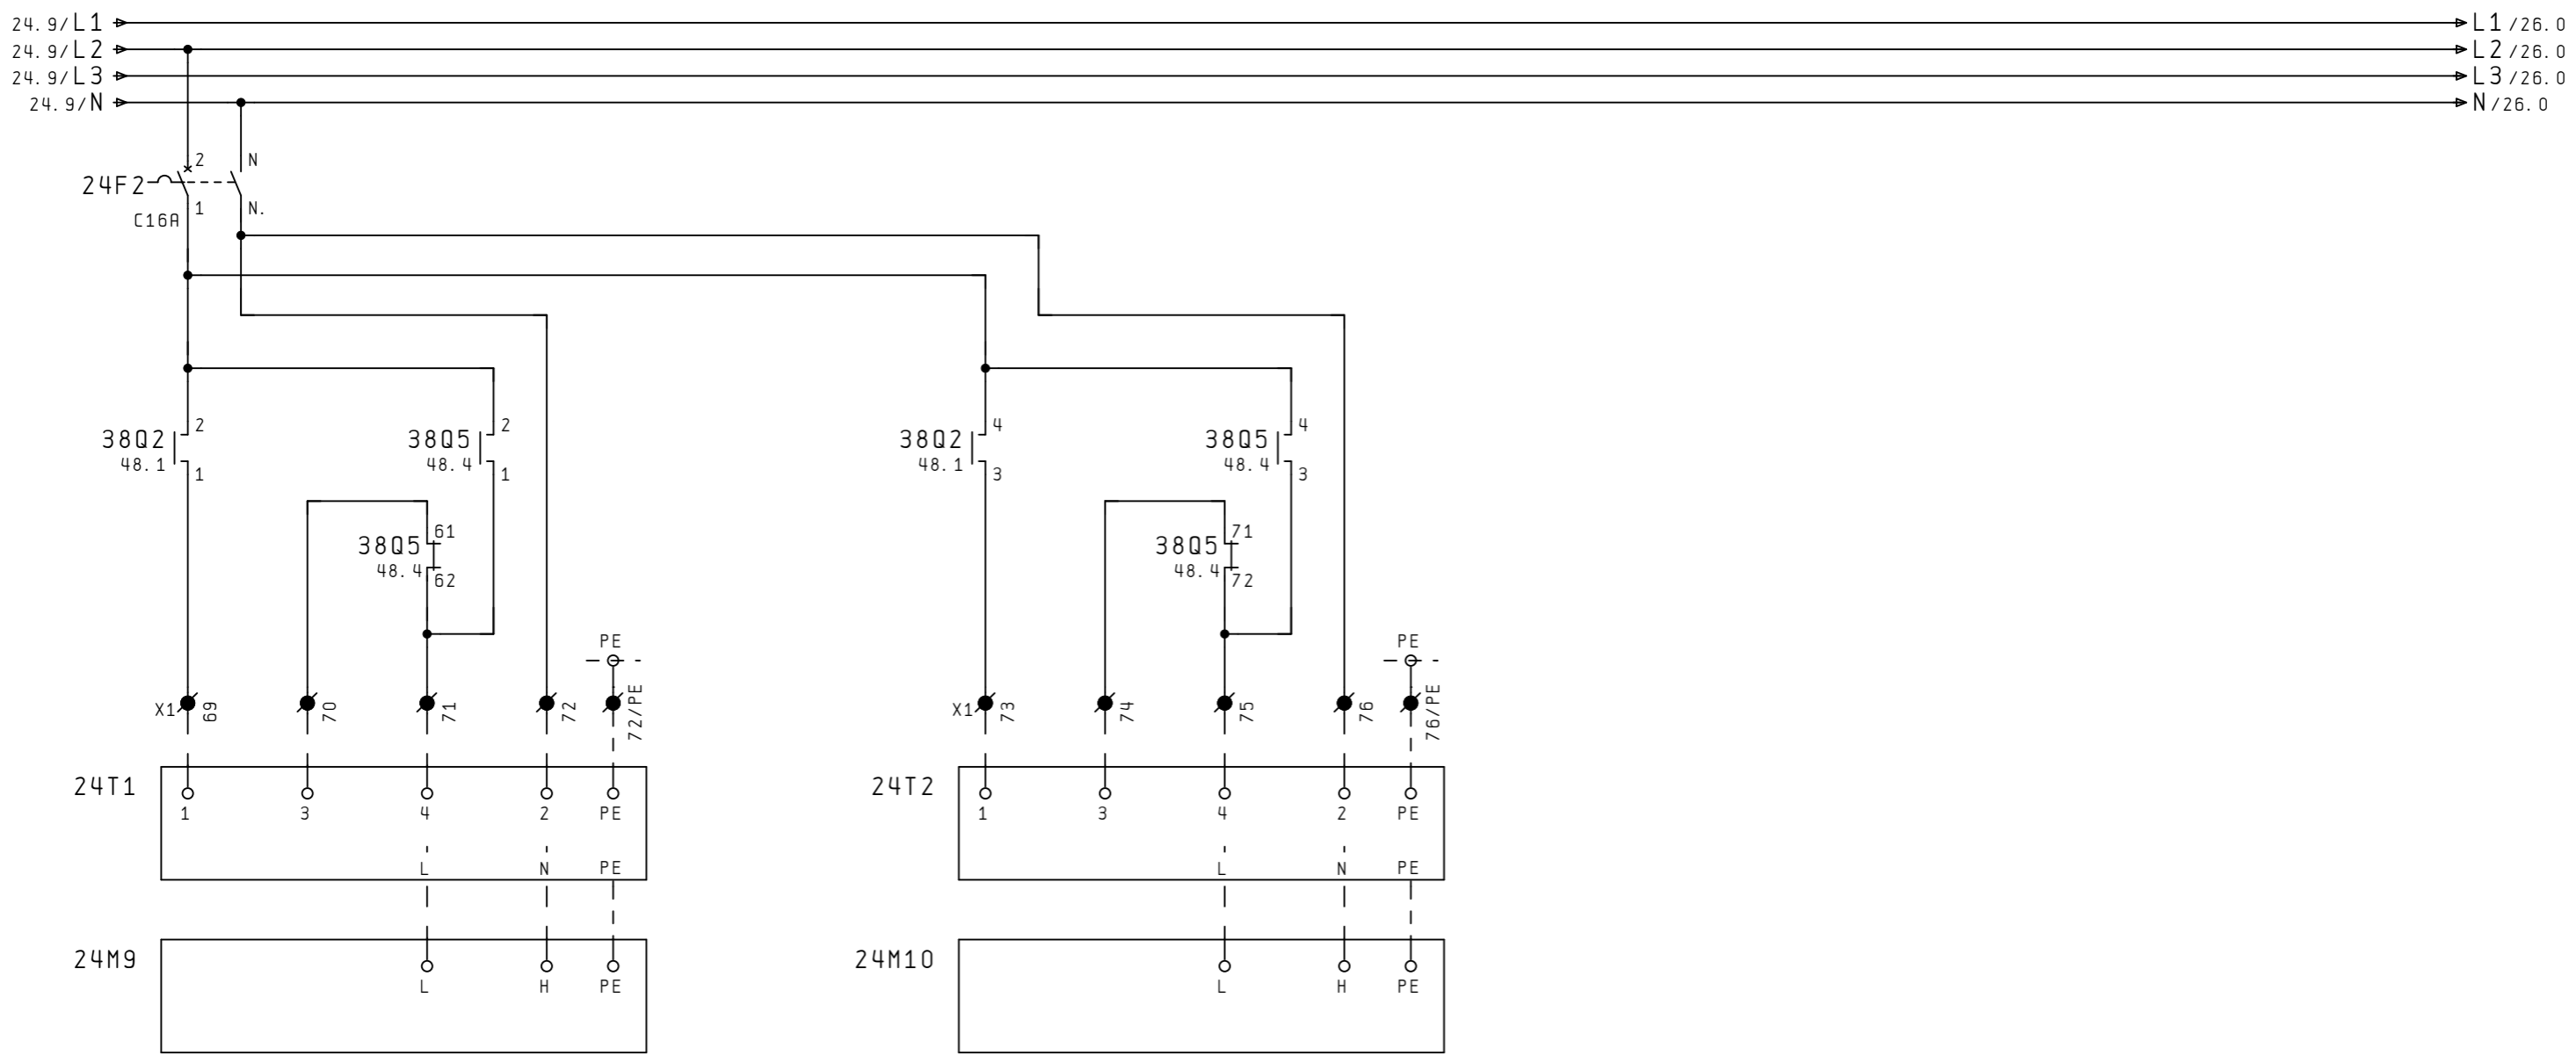 24.9/L1 L1/26.0
24.9/L2 L2/26.0
24.9/L3 L3/26.0
24.9/N N/26.0
2 N
24F2
1 N.
C16A
2 2 4 4
38Q2 38Q5 38Q2 38Q5
48.1 48.4 48.1 48.4
1 1 3 3
61 71
38Q5 38Q5
48.4 48.4
62 72
PE PE
X1 69 70 71 72 72/PE X1 73 74 75 76 76/PE
24T1 24T2
1 3 4 2 PE 1 3 4 2 PE
L N PE L N PE
24M9 24M10
L H PE L H PE